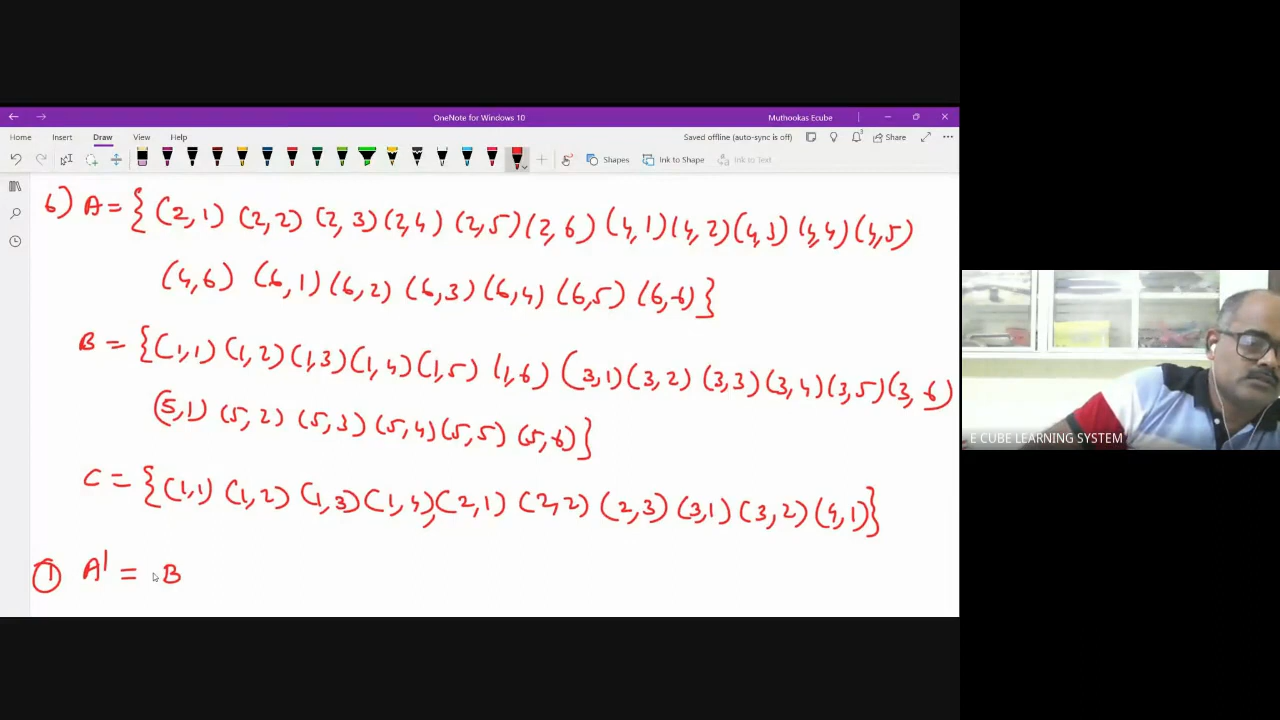 OneNote for Windows 10
Muthookas Ecube
Home Insert Draw View Help
Saved offline (auto-sync is off)
Share
Shapes
Ink to Shape
Ink to Text
6) A = { (2,1) (2,2) (2,3) (2,4) (2,5) (2,6) (4,1) (4,2) (4,3) (4,4) (4,5)
(4,6) (6,1) (6,2) (6,3) (6,4) (6,5) (6,6) }
B = { (1,1) (1,2) (1,3) (1,4) (1,5) (1,6) (3,1) (3,2) (3,3) (3,4) (3,5) (3,6)
(5,1) (5,2) (5,3) (5,4) (5,5) (5,6) }
C = { (1,1) (1,2) (1,3) (1,4), (2,1) (2,2) (2,3) (3,1) (3,2) (4,1) }
① A' = B
E CUBE LEARNING SYSTEM